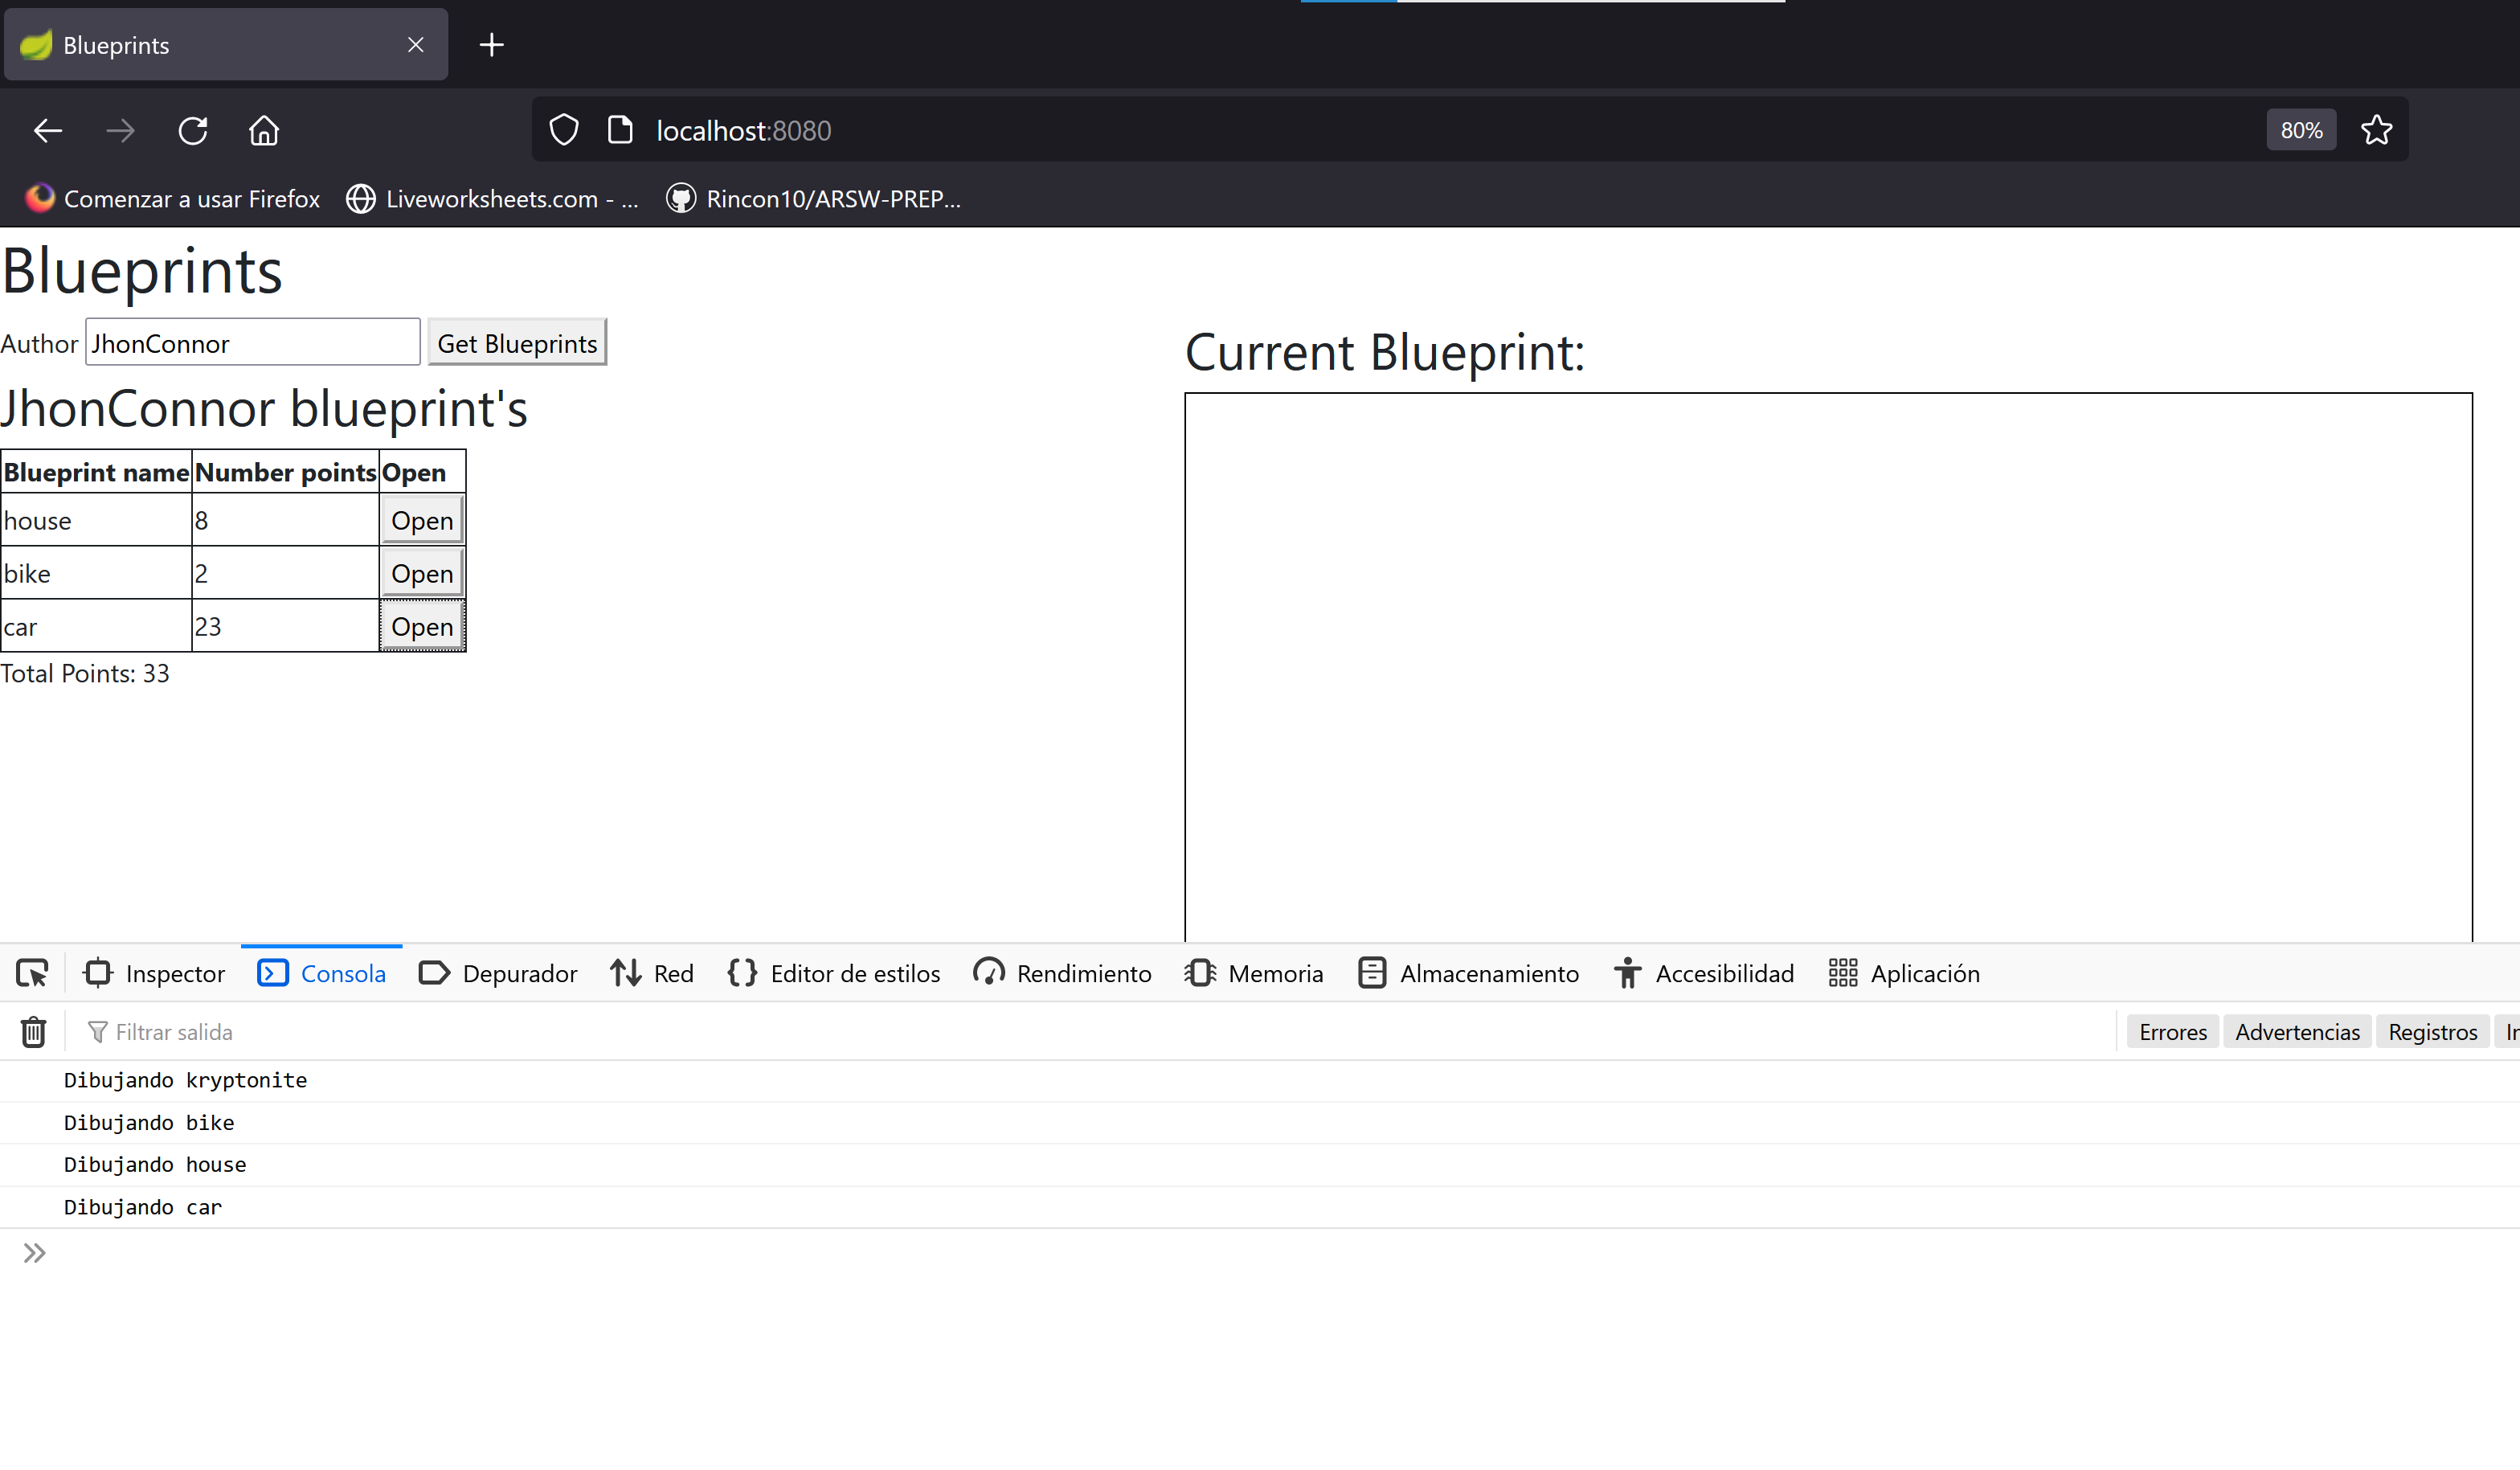 Blueprints
localhost:8080
80%
Comenzar a usar Firefox
Liveworksheets.com - ...
Rincon10/ARSW-PREP...
Blueprints
Author JhonConnor Get Blueprints
JhonConnor blueprint's
Blueprint name Number points Open
house 8 Open
bike 2 Open
car 23 Open
Total Points: 33
Current Blueprint:
Inspector Consola Depurador Red Editor de estilos Rendimiento Memoria Almacenamiento Accesibilidad Aplicación
Filtrar salida Errores Advertencias Registros
Dibujando kryptonite
Dibujando bike
Dibujando house
Dibujando car